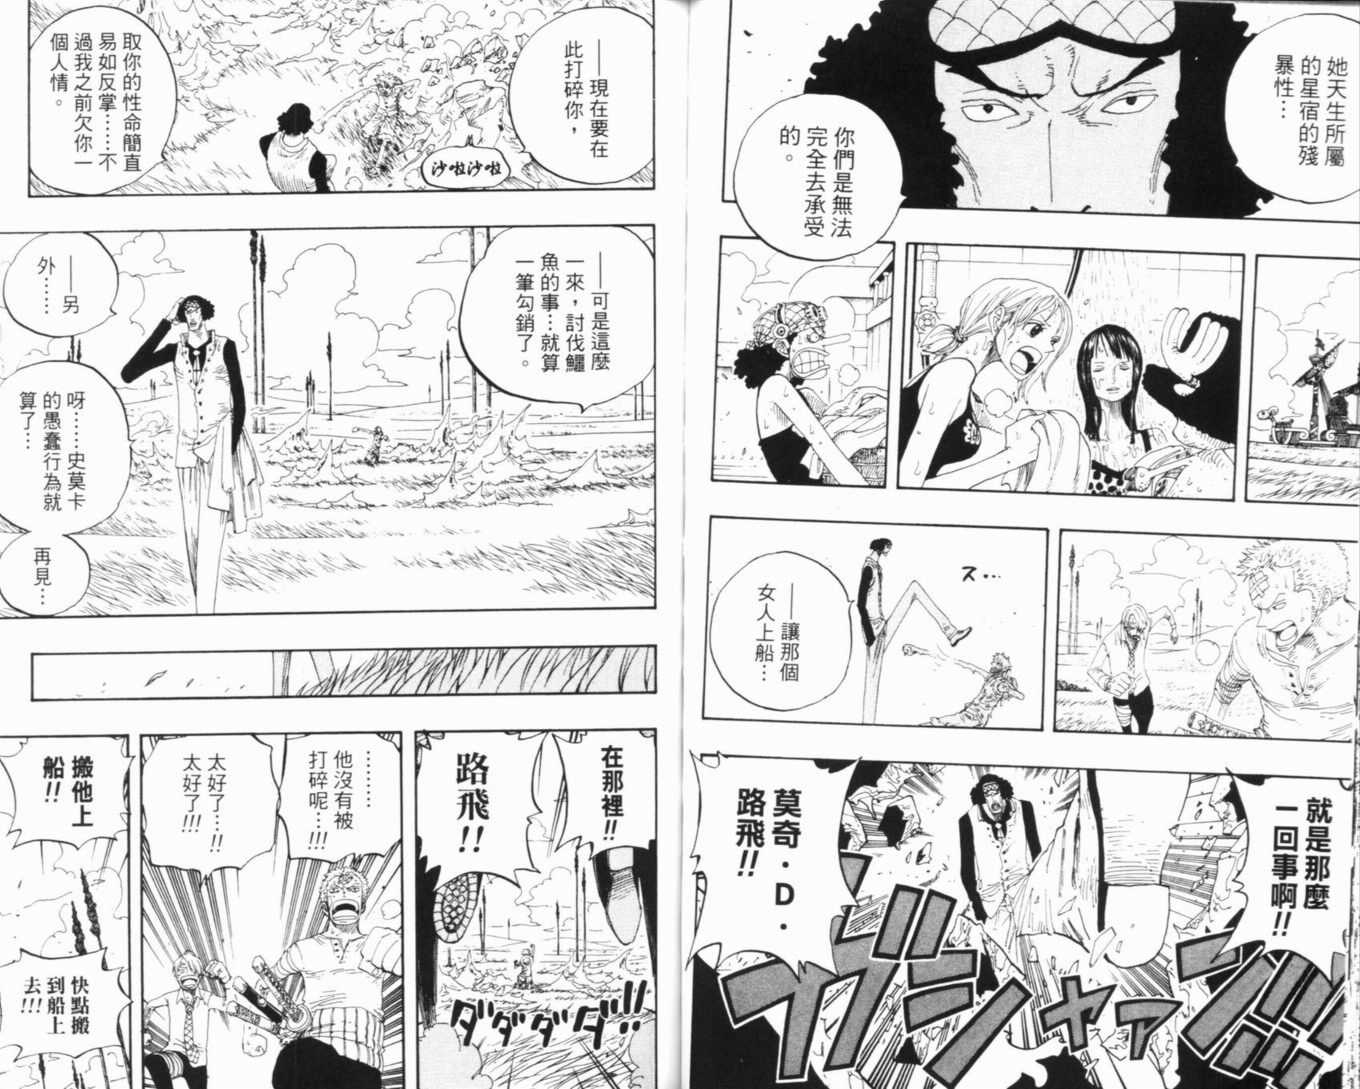 她天生所屬
的星宿的殘
暴性…
你們是無法
完全去承受
的。
ス…
——讓那個
女人上船…
就是那麼
一回事啊!!
莫奇·D·
路飛!!
ブシャァ!!!
——現在要在
此打碎你，
沙啦沙啦
取你的性命簡直
易如反掌……不
過我之前欠你一
個人情。
——可是這麼
一來，討伐鱷
魚的事…就算
一筆勾銷了。
——另
外……
呀……史莫卡
的愚蠢行為就
算了…
再見…
在那裡!!
路飛!!
ダダダダ!!
………
他沒有被
打碎呢…!!
太好了…!!
太好了!!!
搬他上
船!!
快點搬
到船上
去!!!